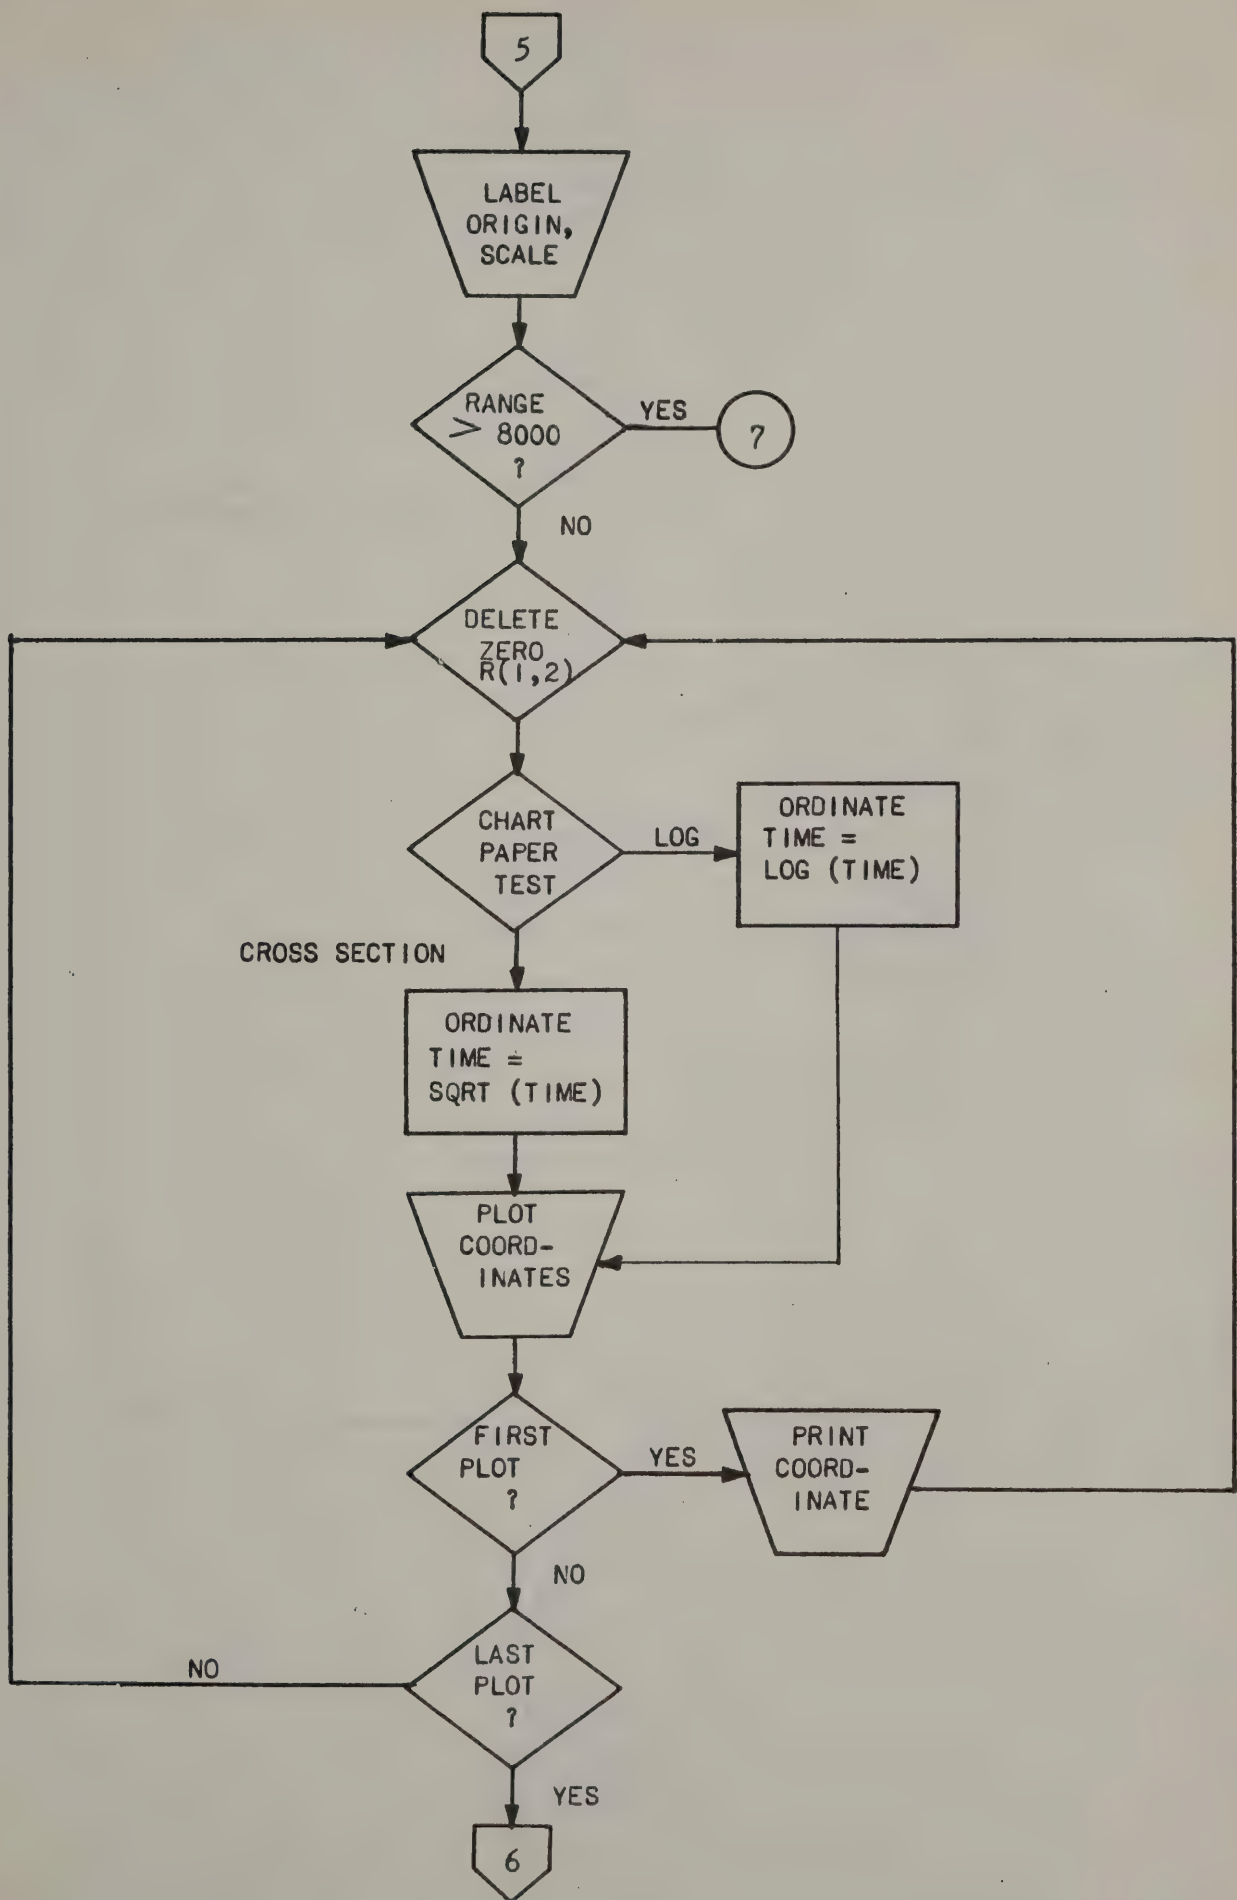 5
LABEL
ORIGIN,
SCALE
RANGE
> 8000
?
YES
7
NO
DELETE
ZERO
R(1,2)
CHART
PAPER
TEST
LOG
ORDINATE
TIME =
LOG (TIME)
CROSS SECTION
ORDINATE
TIME =
SQRT (TIME)
PLOT
COORD-
INATES
FIRST
PLOT
?
YES
PRINT
COORD-
INATE
NO
LAST
PLOT
?
NO
YES
6